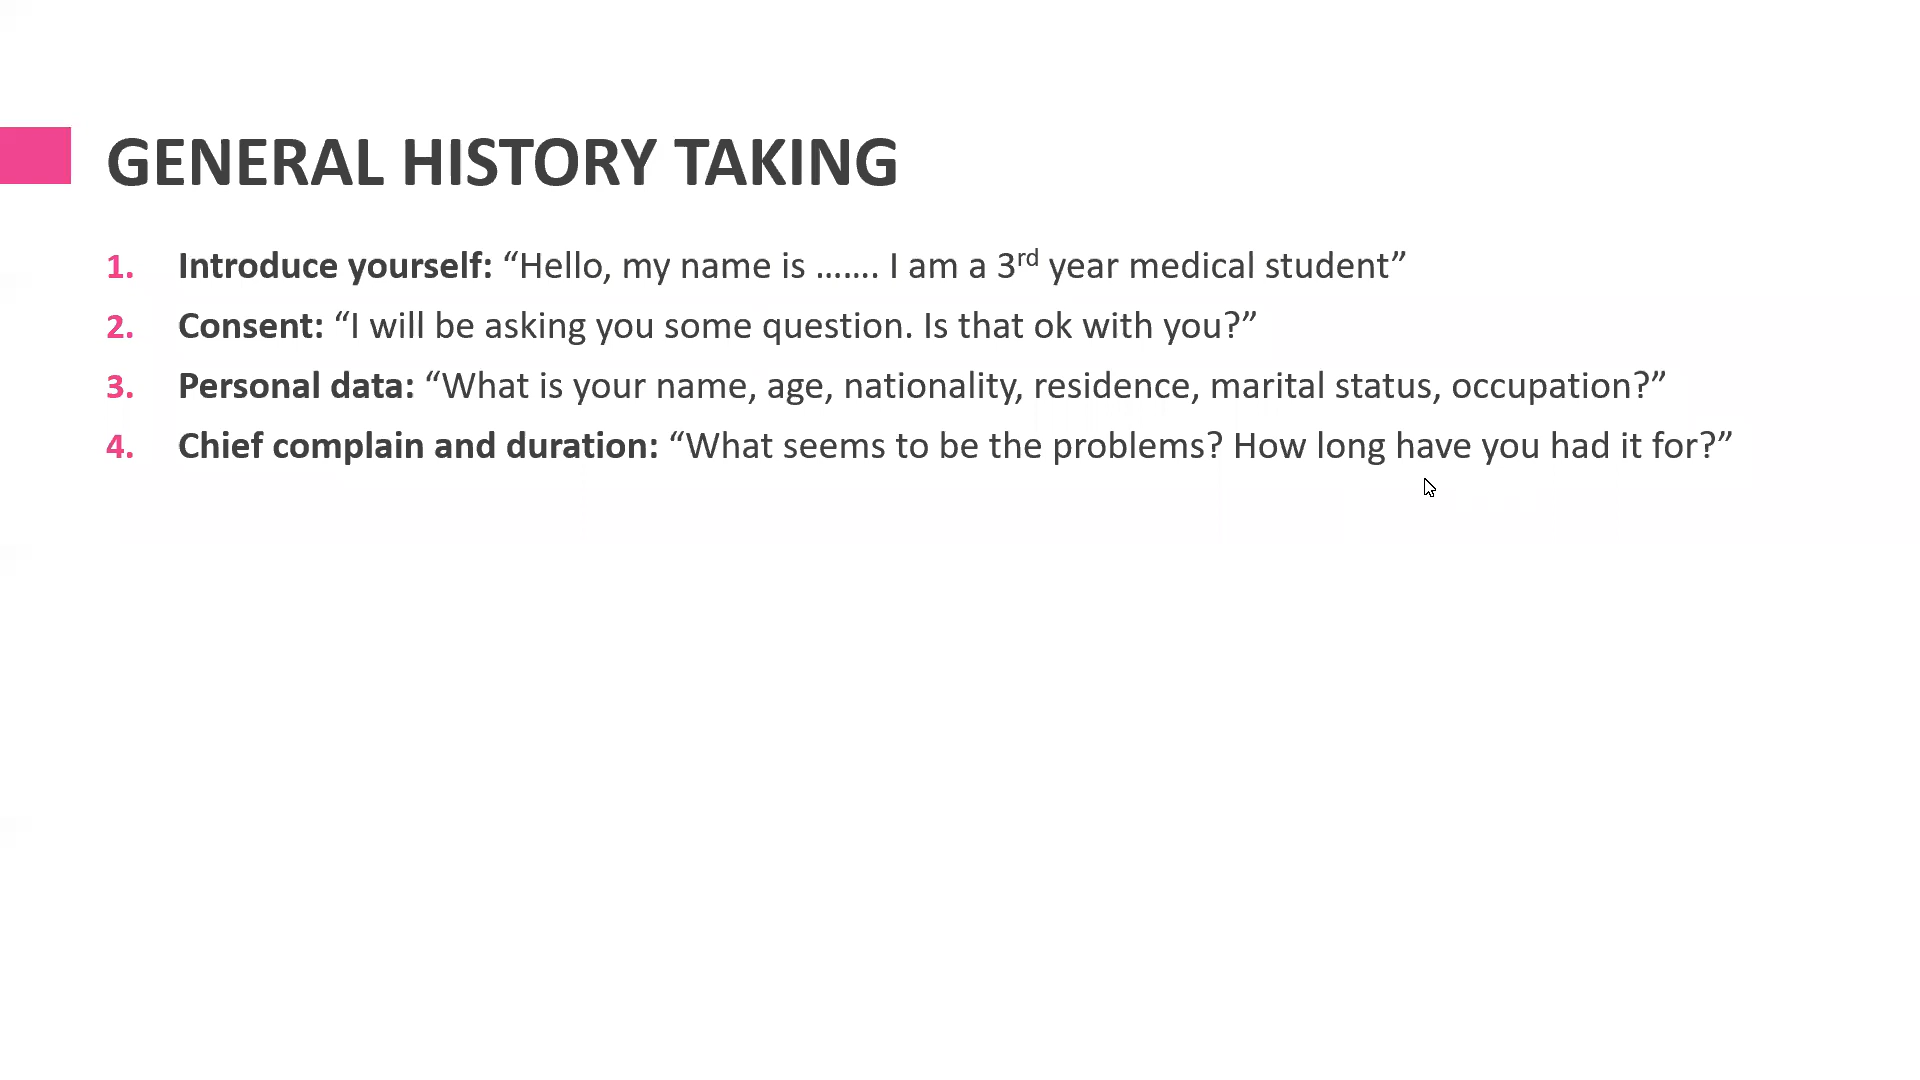 GENERAL HISTORY TAKING
1. Introduce yourself: “Hello, my name is ……. I am a 3rd year medical student”
2. Consent: “I will be asking you some question. Is that ok with you?”
3. Personal data: “What is your name, age, nationality, residence, marital status, occupation?”
4. Chief complain and duration: “What seems to be the problems? How long have you had it for?”